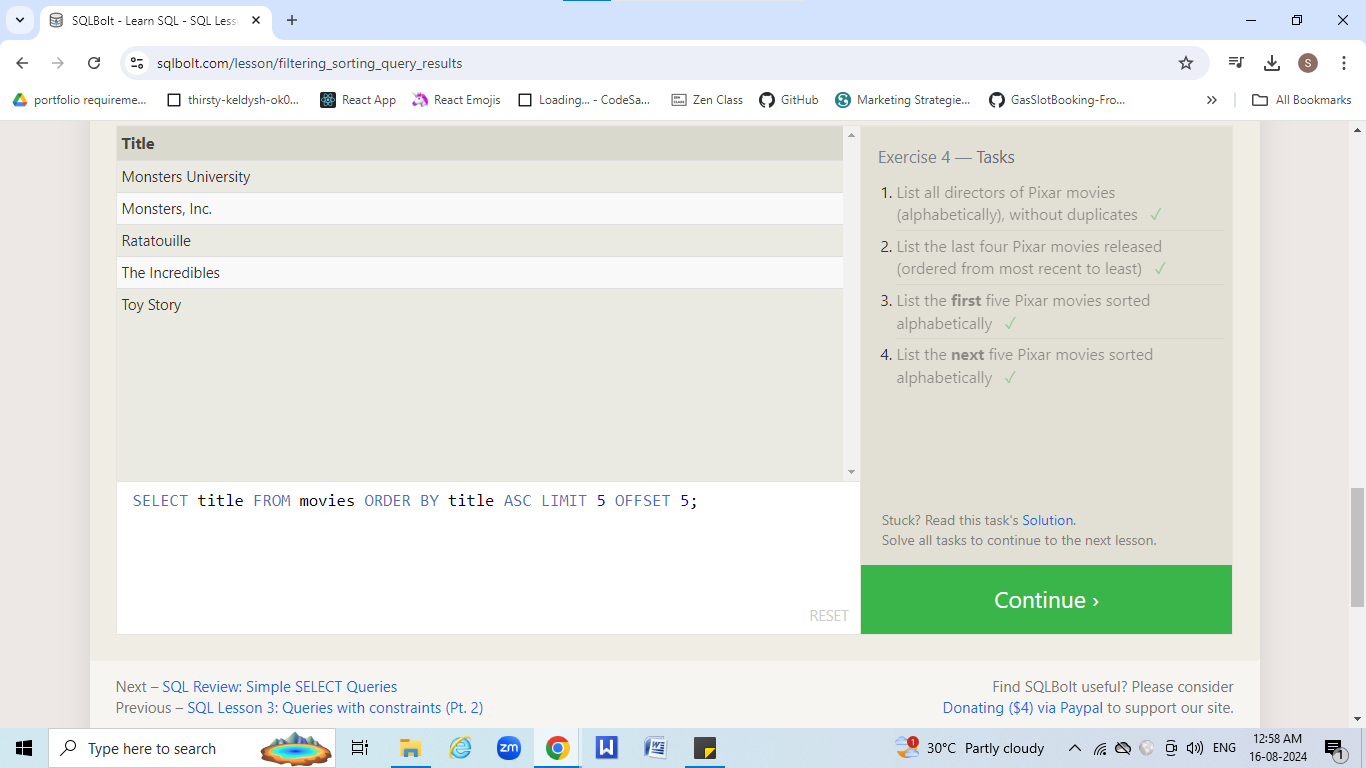 SQLBolt - Learn SQL - SQL Less
sqlbolt.com/lesson/filtering_sorting_query_results
S
portfolio requireme...
thirsty-keldysh-ok0...
React App
React Emojis
Loading... - CodeSa...
Zen Class
GitHub
Marketing Strategie...
GasSlotBooking-Fro...
All Bookmarks
Title
Monsters University
Monsters, Inc.
Ratatouille
The Incredibles
Toy Story
SELECT title FROM movies ORDER BY title ASC LIMIT 5 OFFSET 5;
RESET
Exercise 4 — Tasks
1. List all directors of Pixar movies
(alphabetically), without duplicates ✓
2. List the last four Pixar movies released
(ordered from most recent to least) ✓
3. List the first five Pixar movies sorted
alphabetically ✓
4. List the next five Pixar movies sorted
alphabetically ✓
Stuck? Read this task's Solution.
Solve all tasks to continue to the next lesson.
Continue ›
Next – SQL Review: Simple SELECT Queries
Previous – SQL Lesson 3: Queries with constraints (Pt. 2)
Find SQLBolt useful? Please consider
Donating ($4) via Paypal to support our site.
Type here to search
zm
W
W
1
30°C Partly cloudy
ENG
12:58 AM
16-08-2024
1